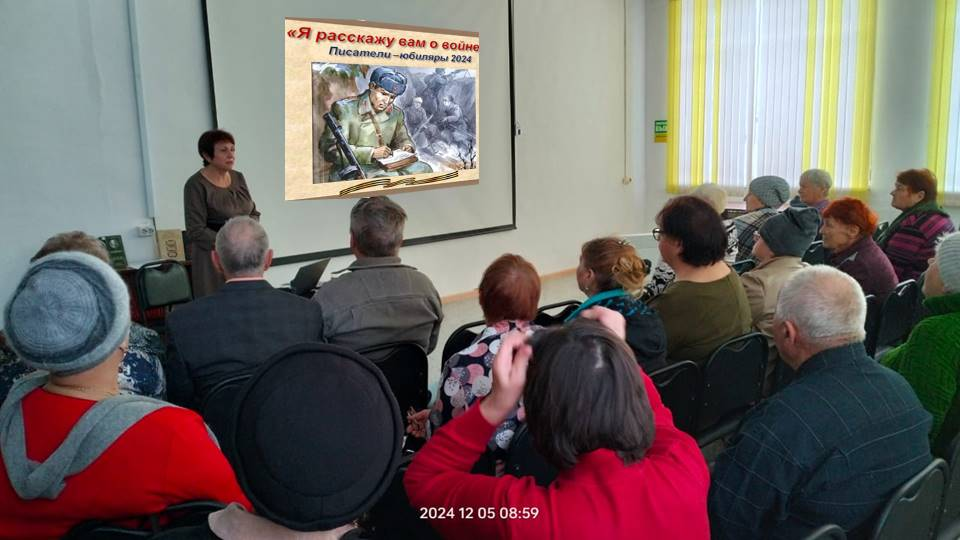 «Я расскажу вам о войне
Писатели –юбиляры 2024
2024 12 05 08:59